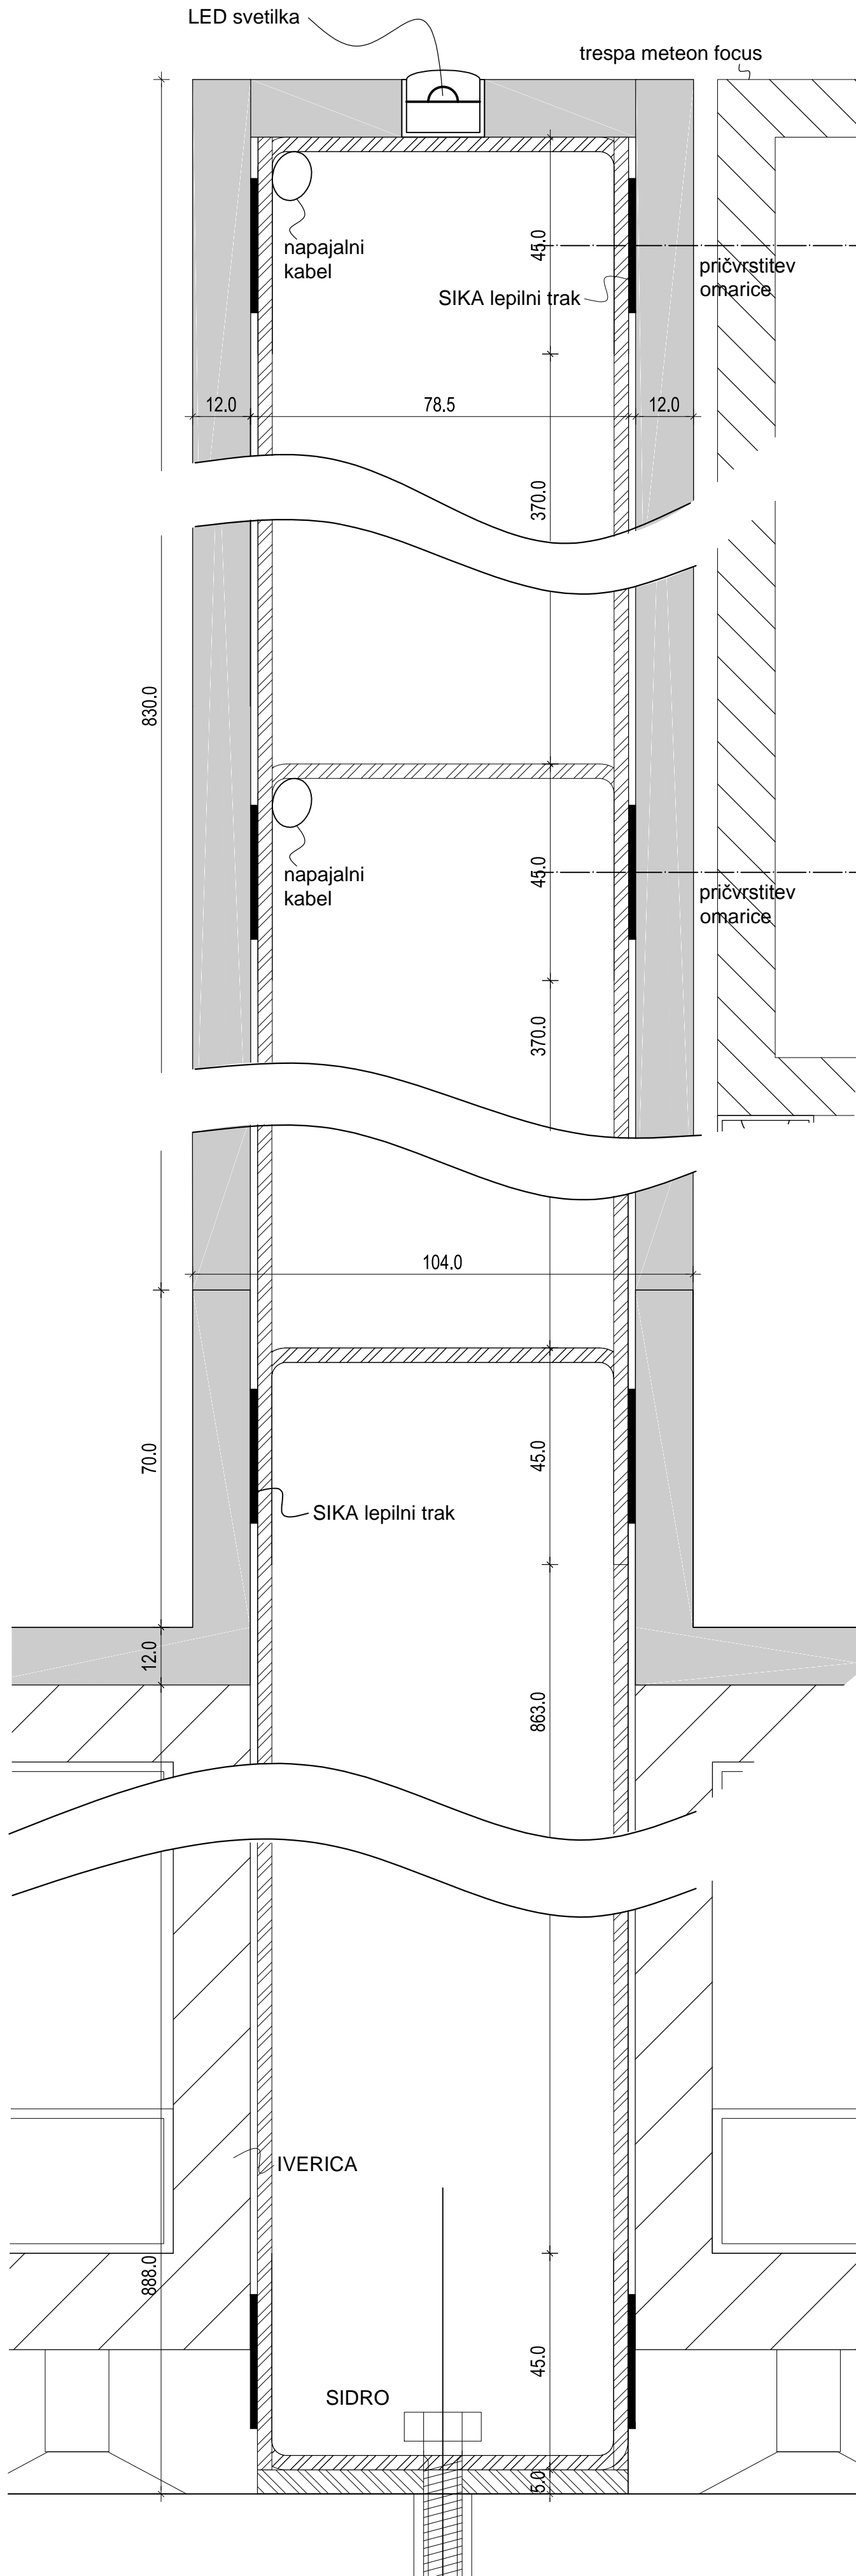 LED svetilka
trespa meteon focus
napajalni
kabel
45.0
pričvrstitev
omarice
SIKA lepilni trak
12.0
78.5
12.0
370.0
830.0
napajalni
kabel
45.0
pričvrstitev
omarice
370.0
104.0
70.0
45.0
SIKA lepilni trak
12.0
863.0
IVERICA
888.0
45.0
SIDRO
5.0